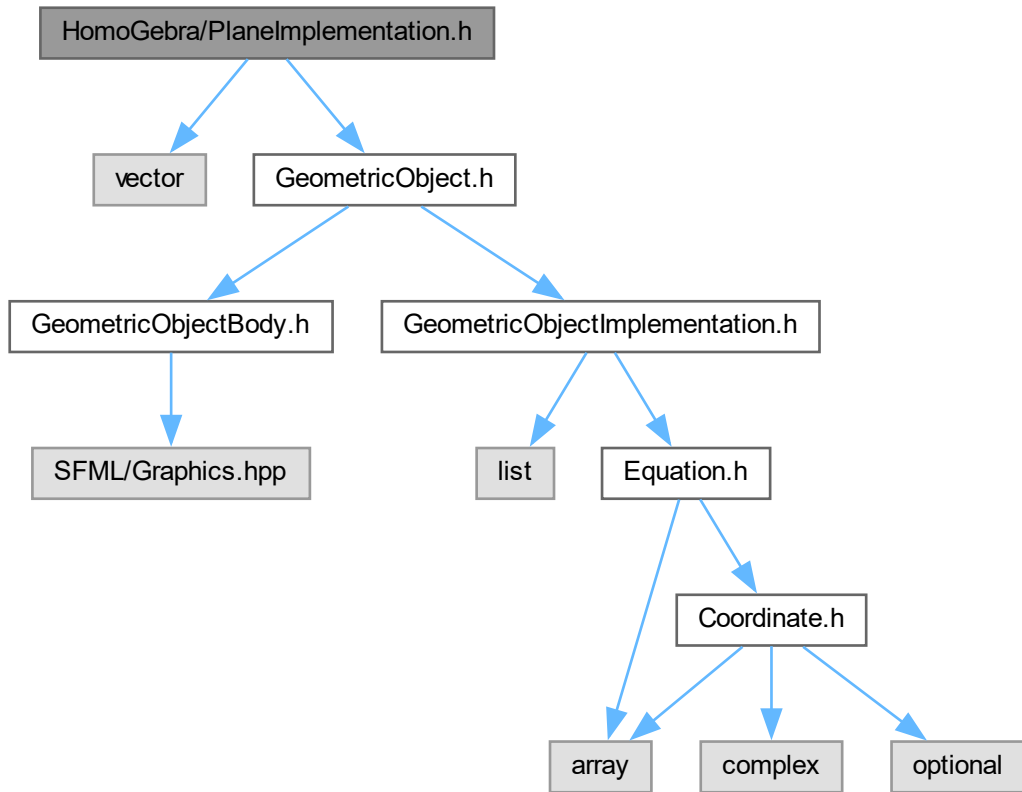 HomoGebra/PlaneImplementation.h
vector
GeometricObject.h
GeometricObjectBody.h
GeometricObjectImplementation.h
SFML/Graphics.hpp
list
Equation.h
Coordinate.h
array
complex
optional